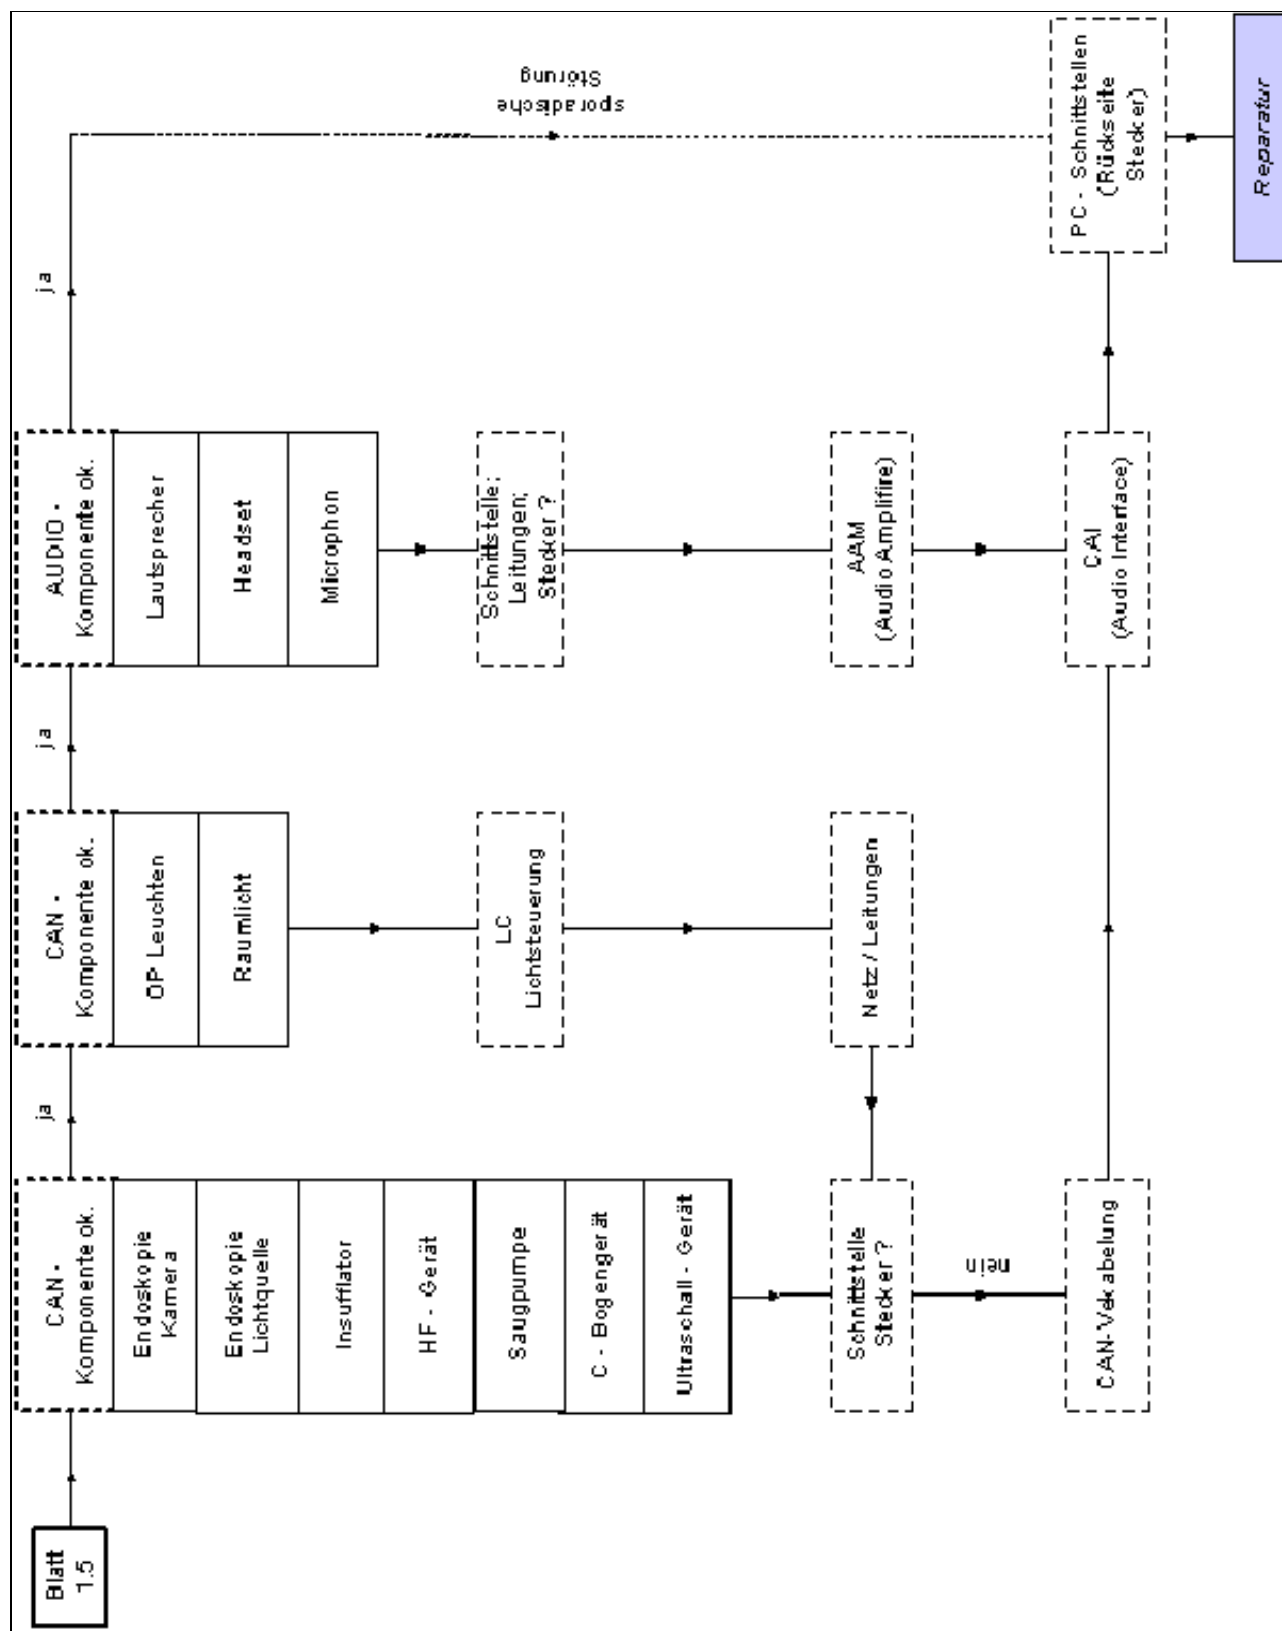 Blatt
1.5
CAN -
Komponente ok.
Endoskopie
Kamera
Endoskopie
Lichtquelle
Insufflator
HF - Gerät
Saugpumpe
C - Bogengerät
Ultraschall - Gerät
Schnittstelle
Stecker ?
nein
CAN-Vekabelung
ja
CAN -
Komponente ok.
OP Leuchten
Raumlicht
LC
Lichtsteuerung
Netz / Leitungen
ja
AUDIO -
Komponente ok.
Lautsprecher
Headset
Microphon
Schnittstelle;
Leitungen;
Stecker ?
AAM
(Audio Amplifire)
CAI
(Audio Interface)
ja
sporadische
Störung
PC - Schnittstellen
(Rückseite
Stecker)
Reparatur